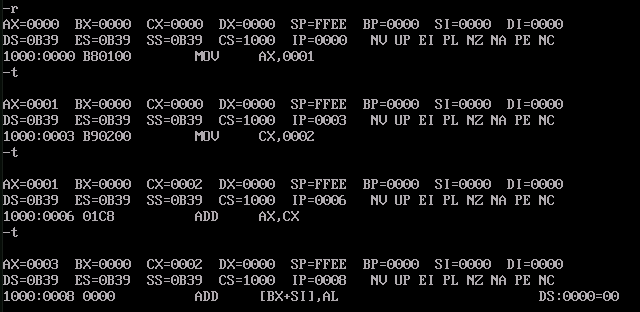 -r
AX=0000  BX=0000  CX=0000  DX=0000  SP=FFEE  BP=0000  SI=0000  DI=0000
DS=0B39  ES=0B39  SS=0B39  CS=1000  IP=0000   NV UP EI PL NZ NA PE NC
1000:0000 B80100        MOV     AX,0001
-t
AX=0001  BX=0000  CX=0000  DX=0000  SP=FFEE  BP=0000  SI=0000  DI=0000
DS=0B39  ES=0B39  SS=0B39  CS=1000  IP=0003   NV UP EI PL NZ NA PE NC
1000:0003 B90200        MOV     CX,0002
-t
AX=0001  BX=0000  CX=0002  DX=0000  SP=FFEE  BP=0000  SI=0000  DI=0000
DS=0B39  ES=0B39  SS=0B39  CS=1000  IP=0006   NV UP EI PL NZ NA PE NC
1000:0006 01C8          ADD     AX,CX
-t
AX=0003  BX=0000  CX=0002  DX=0000  SP=FFEE  BP=0000  SI=0000  DI=0000
DS=0B39  ES=0B39  SS=0B39  CS=1000  IP=0008   NV UP EI PL NZ NA PE NC
1000:0008 0000          ADD     [BX+SI],AL                         DS:0000=00